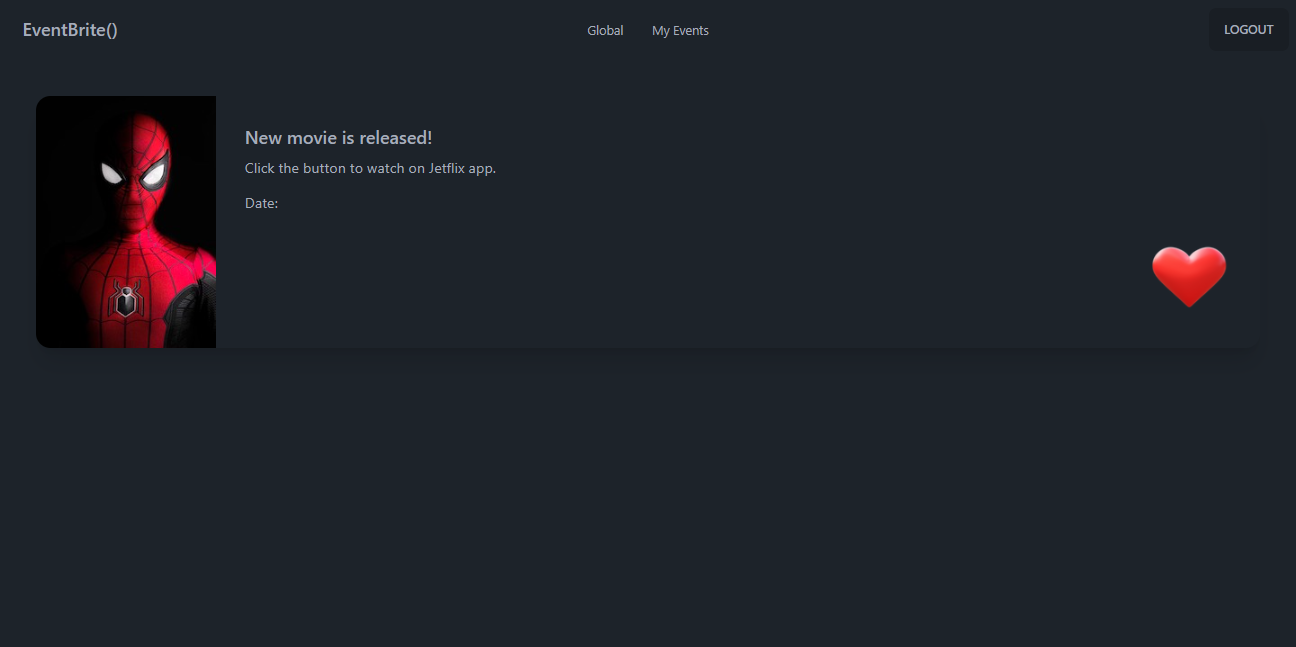 EventBrite()
Global
My Events
LOGOUT
New movie is released!
Click the button to watch on Jetflix app.
Date: